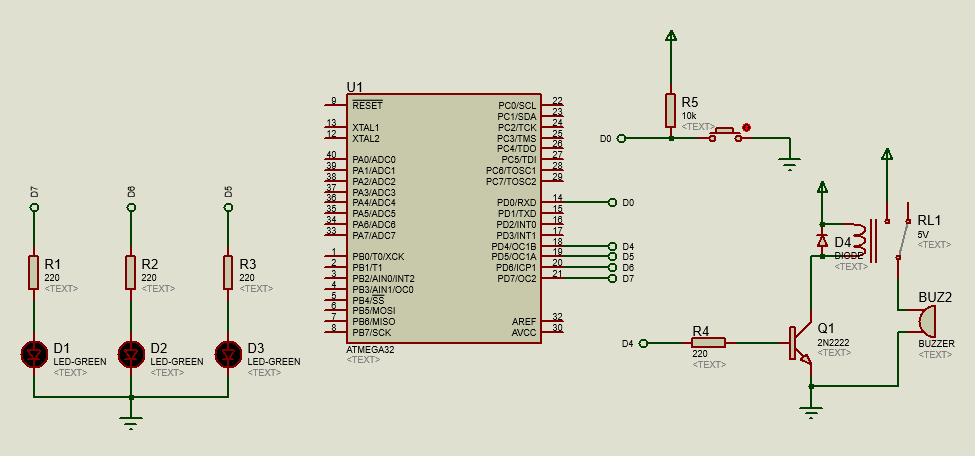 D7
D6
D5
R1
220
<TEXT>
R2
220
<TEXT>
R3
220
<TEXT>
D1
LED-GREEN
<TEXT>
D2
LED-GREEN
<TEXT>
D3
LED-GREEN
<TEXT>
U1
9 RESET
13 XTAL1
12 XTAL2
40 PA0/ADC0
39 PA1/ADC1
38 PA2/ADC2
37 PA3/ADC3
36 PA4/ADC4
35 PA5/ADC5
34 PA6/ADC6
33 PA7/ADC7
1 PB0/T0/XCK
2 PB1/T1
3 PB2/AIN0/INT2
4 PB3/AIN1/OC0
5 PB4/SS
6 PB5/MOSI
7 PB6/MISO
8 PB7/SCK
PC0/SCL 22
PC1/SDA 23
PC2/TCK 24
PC3/TMS 25
PC4/TDO 26
PC5/TDI 27
PC6/TOSC1 28
PC7/TOSC2 29
PD0/RXD 14 D0
PD1/TXD 15
PD2/INT0 16
PD3/INT1 17
PD4/OC1B 18 D4
PD5/OC1A 19 D5
PD6/ICP1 20 D6
PD7/OC2 21 D7
AREF 32
AVCC 30
ATMEGA32
<TEXT>
R5
10k
<TEXT>
D0
D4
DIODE
<TEXT>
RL1
5V
<TEXT>
D4
R4
220
<TEXT>
Q1
2N2222
<TEXT>
BUZ2
BUZZER
<TEXT>